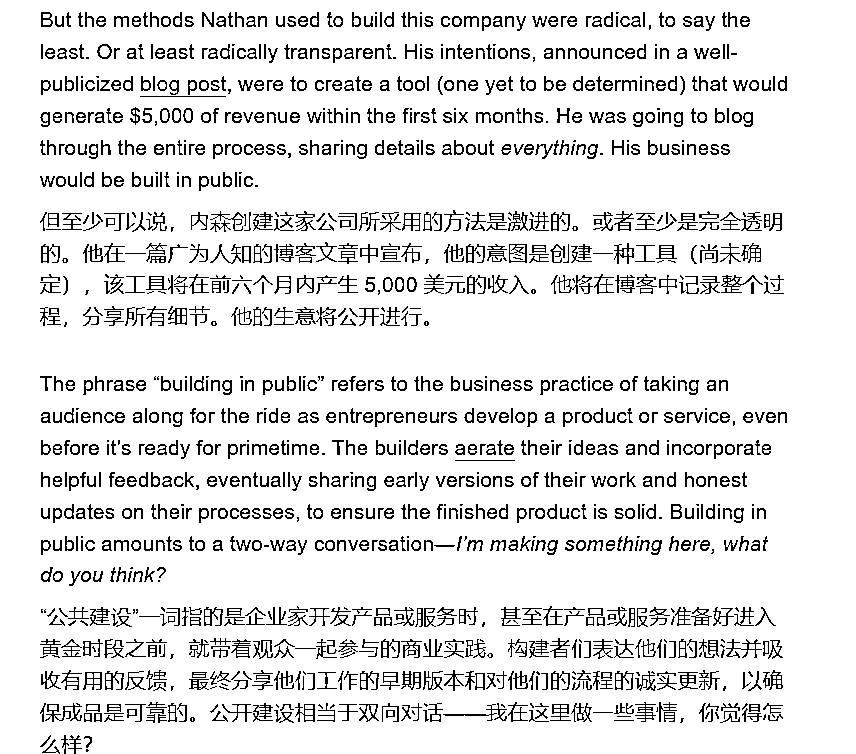 But the methods Nathan used to build this company were radical, to say the
least. Or at least radically transparent. His intentions, announced in a well-
publicized blog post, were to create a tool (one yet to be determined) that would
generate $5,000 of revenue within the first six months. He was going to blog
through the entire process, sharing details about everything. His business
would be built in public.
但至少可以说，内森创建这家公司所采用的方法是激进的。或者至少是完全透明
的。他在一篇广为人知的博客文章中宣布，他的意图是创建一种工具（尚未确
定），该工具将在前六个月内产生 5,000 美元的收入。他将在博客中记录整个过
程，分享所有细节。他的生意将公开进行。
The phrase “building in public” refers to the business practice of taking an
audience along for the ride as entrepreneurs develop a product or service, even
before it's ready for primetime. The builders aerate their ideas and incorporate
helpful feedback, eventually sharing early versions of their work and honest
updates on their processes, to ensure the finished product is solid. Building in
public amounts to a two-way conversation—I’m making something here, what
do you think?
“公共建设”一词指的是企业家开发产品或服务时，甚至在产品或服务准备好进入
黄金时段之前，就带着观众一起参与的商业实践。构建者们表达他们的想法并吸
收有用的反馈，最终分享他们工作的早期版本和对他们的流程的诚实更新，以确
保成品是可靠的。公开建设相当于双向对话——我在这里做一些事情，你觉得怎
么样？